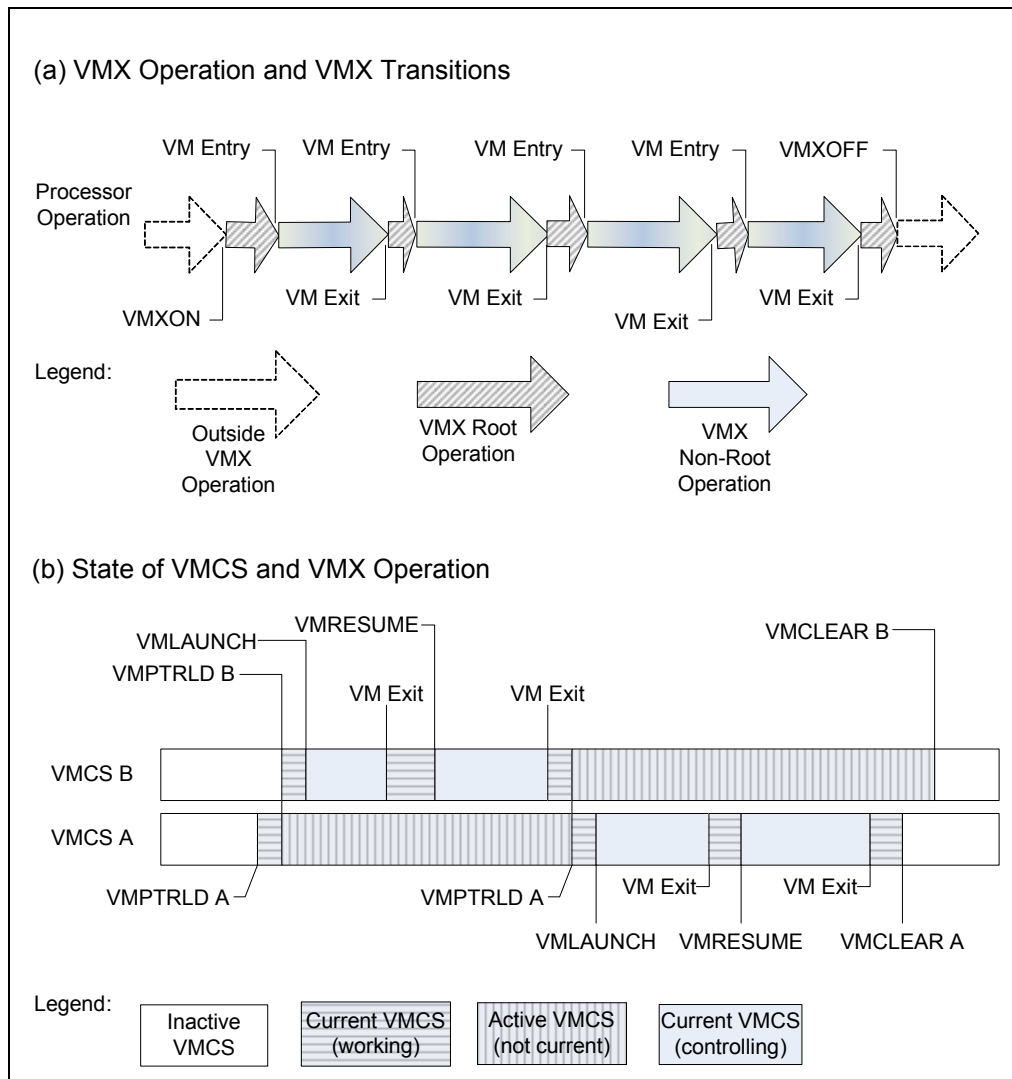 (a) VMX Operation and VMX Transitions
VM Entry
VM Entry
VM Entry
VM Entry
VMXOFF
Processor
Operation
VM Exit
VM Exit
VM Exit
VM Exit
VMXON
Legend:
Outside
VMX
Operation
VMX Root
Operation
VMX
Non-Root
Operation
(b) State of VMCS and VMX Operation
VMRESUME
VMCLEAR B
VMLAUNCH
VMPTRLD B
VM Exit
VM Exit
VMCS B
VMCS A
VMPTRLD A
VMPTRLD A
VM Exit
VM Exit
VMLAUNCH
VMRESUME
VMCLEAR A
Legend:
Inactive
VMCS
Current VMCS
(working)
Active VMCS
(not current)
Current VMCS
(controlling)